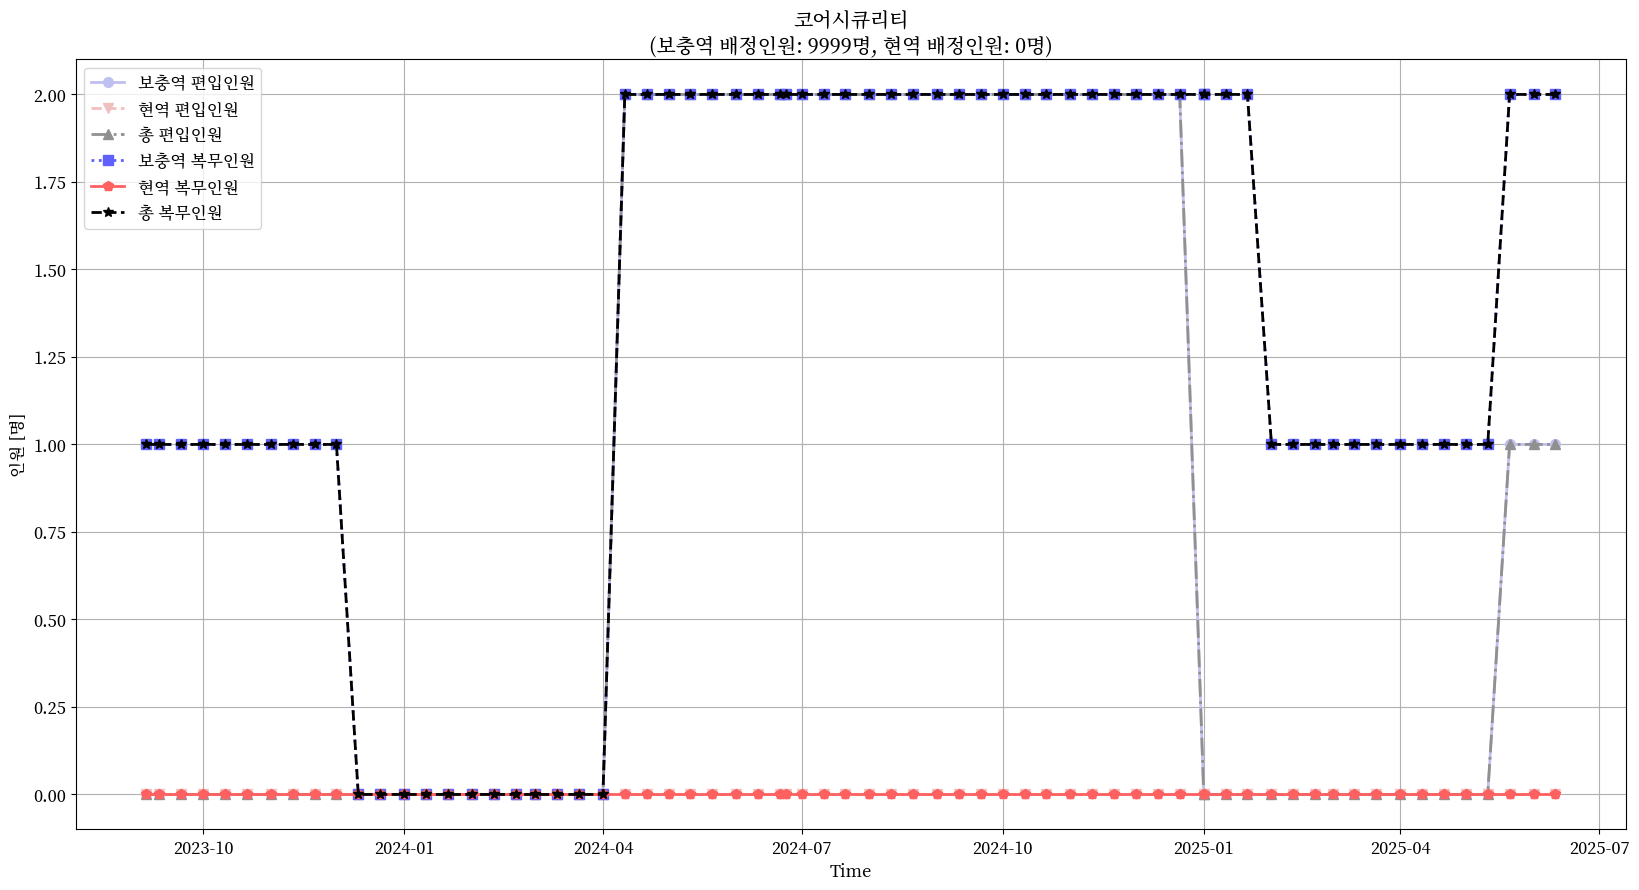 코어시큐리티
(보충역 배정인원: 9999명, 현역 배정인원: 0명)
보충역 편입인원
현역 편입인원
총 편입인원
보충역 복무인원
현역 복무인원
총 복무인원
2.00
1.75
1.50
1.25
1.00
0.75
0.50
0.25
0.00
인원 [명]
2023-10
2024-01
2024-04
2024-07
2024-10
2025-01
2025-04
2025-07
Time